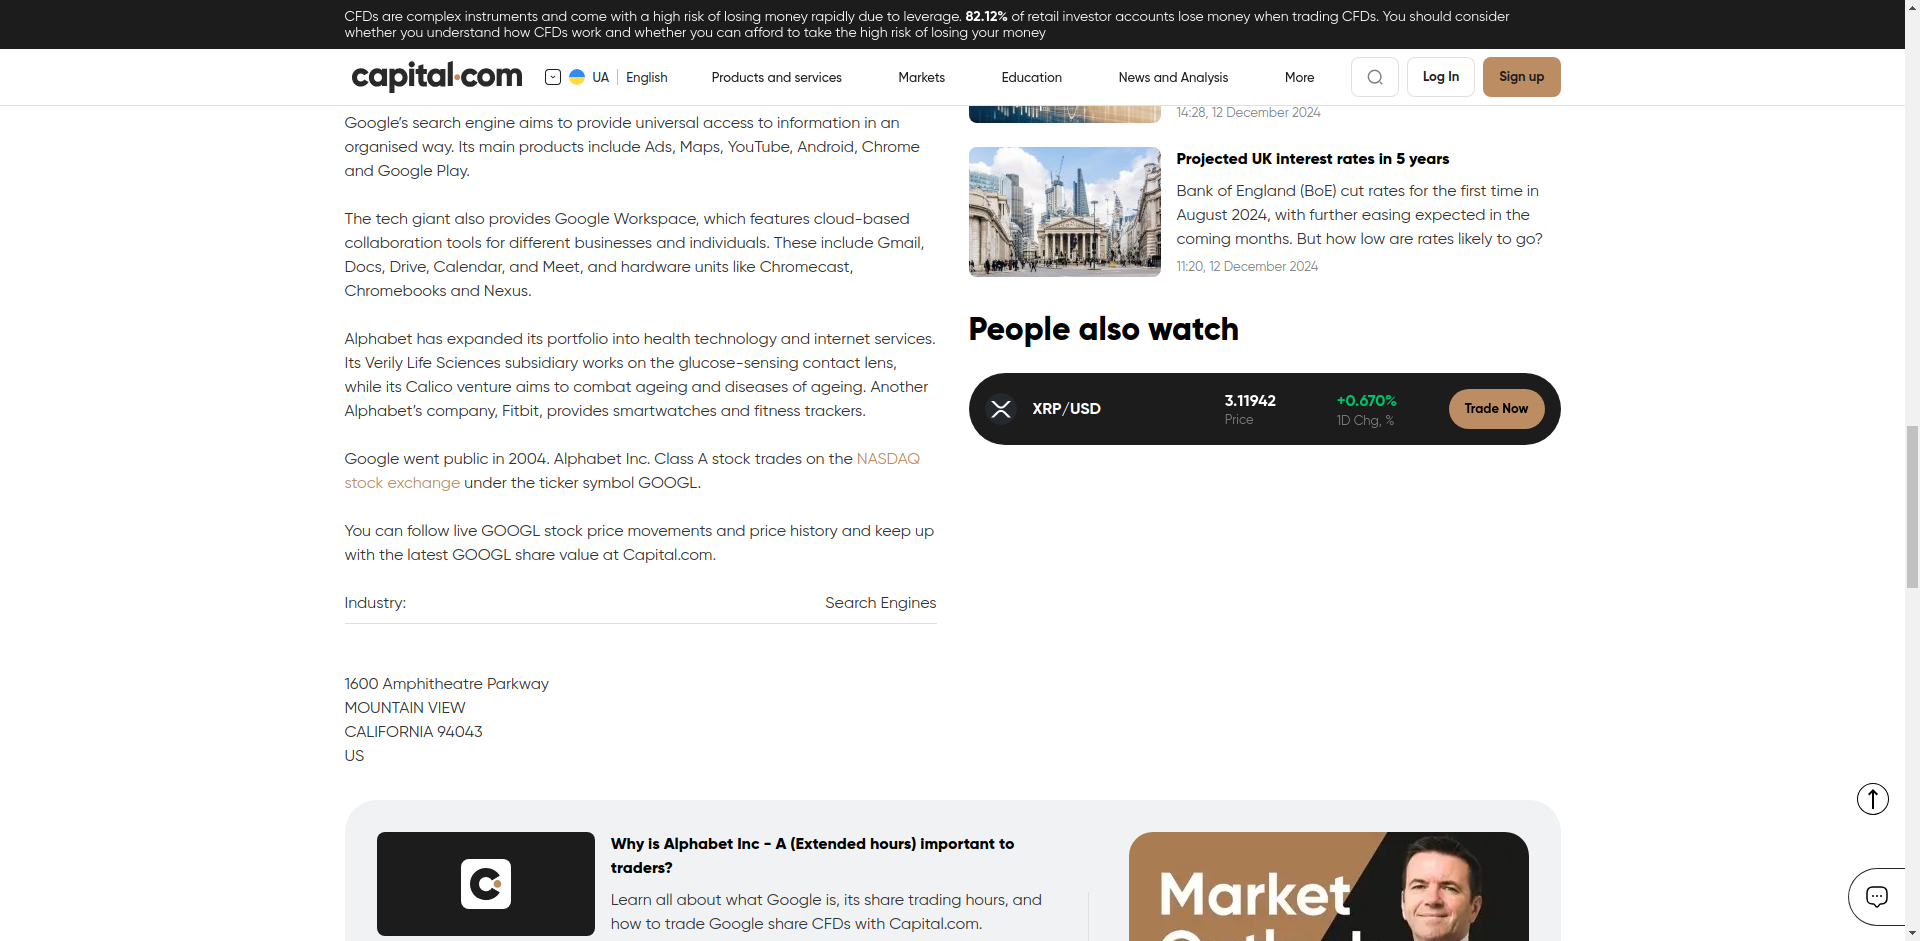 CFDs are complex instruments and come with a high risk of losing money rapidly due to leverage. 82.12% of retail investor accounts lose money when trading CFDs. You should consider
whether you understand how CFDs work and whether you can afford to take the high risk of losing your money
capital.com
UA
English
Products and services
Markets
Education
News and Analysis
More
Log In
Sign up
Google’s search engine aims to provide universal access to information in an
organised way. Its main products include Ads, Maps, YouTube, Android, Chrome
and Google Play.
The tech giant also provides Google Workspace, which features cloud-based
collaboration tools for different businesses and individuals. These include Gmail,
Docs, Drive, Calendar, and Meet, and hardware units like Chromecast,
Chromebooks and Nexus.
Alphabet has expanded its portfolio into health technology and internet services.
Its Verily Life Sciences subsidiary works on the glucose-sensing contact lens,
while its Calico venture aims to combat ageing and diseases of ageing. Another
Alphabet’s company, Fitbit, provides smartwatches and fitness trackers.
Google went public in 2004. Alphabet Inc. Class A stock trades on the NASDAQ
stock exchange under the ticker symbol GOOGL.
You can follow live GOOGL stock price movements and price history and keep up
with the latest GOOGL share value at Capital.com.
Industry:
Search Engines
1600 Amphitheatre Parkway
MOUNTAIN VIEW
CALIFORNIA 94043
US
14:28, 12 December 2024
Projected UK interest rates in 5 years
Bank of England (BoE) cut rates for the first time in
August 2024, with further easing expected in the
coming months. But how low are rates likely to go?
11:20, 12 December 2024
People also watch
XRP/USD
3.11942
Price
+0.670%
1D Chg, %
Trade Now
Why is Alphabet Inc - A (Extended hours) important to
traders?
Learn all about what Google is, its share trading hours, and
how to trade Google share CFDs with Capital.com.
Market
Outlook